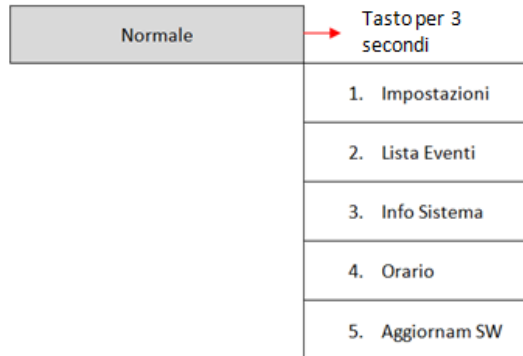 Normale
Tasto per 3
secondi
1. Impostazioni
2. Lista Eventi
3. Info Sistema
4. Orario
5. Aggiornam SW